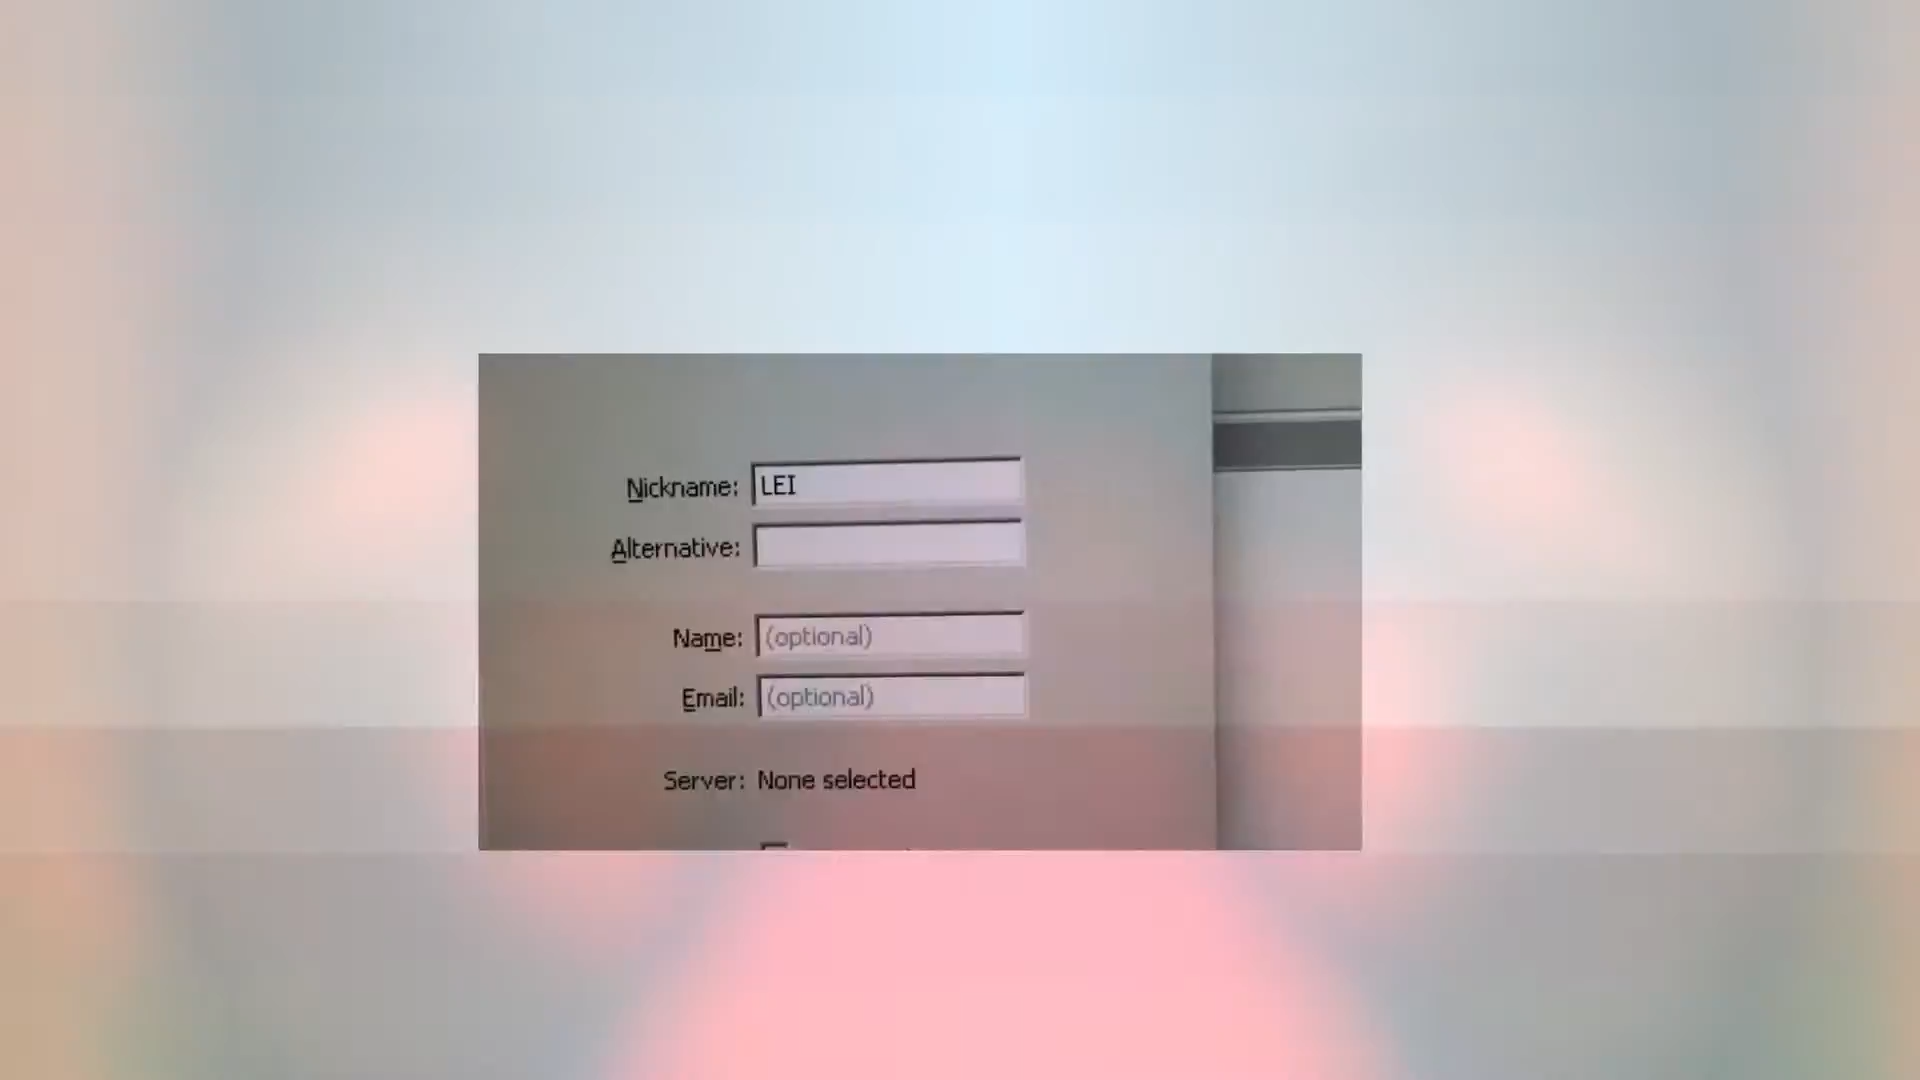 Nickname: LEI
Alternative:
Name: (optional)
Email: (optional)
Server: None selected